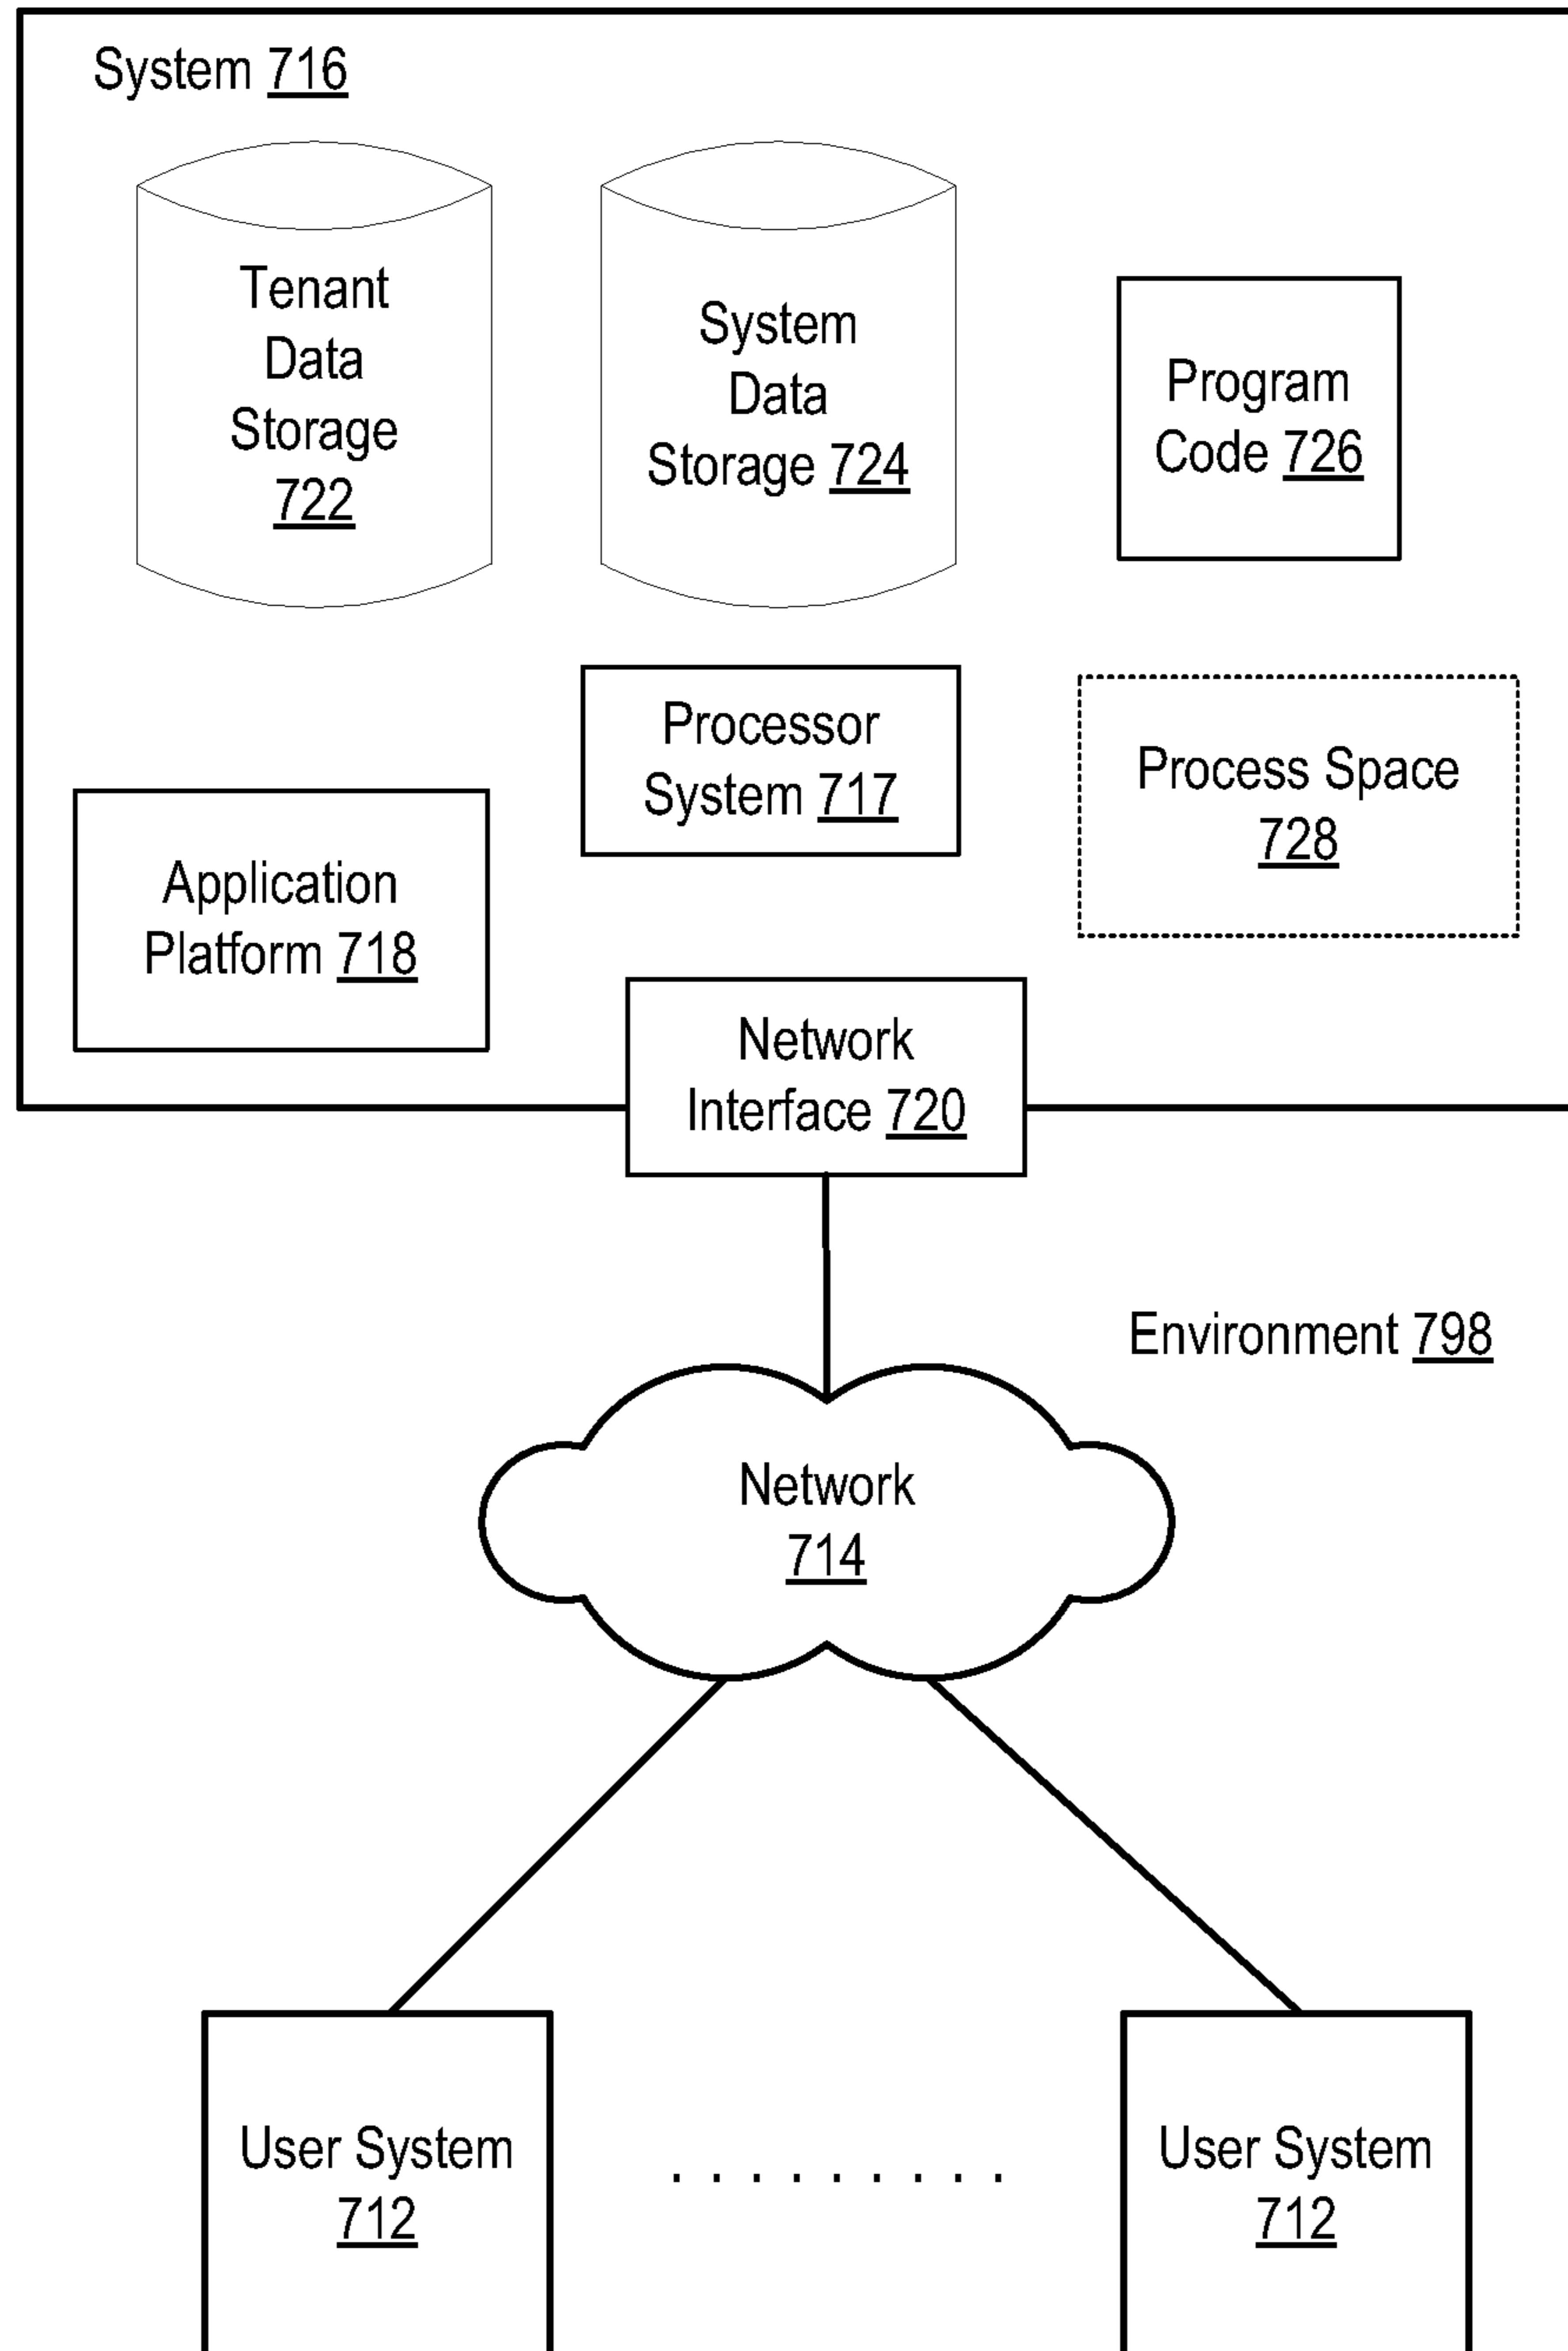 System 716
Tenant
Data
Storage
722
System
Data
Storage 724
Program
Code 726
Processor
System 717
Process Space
728
Application
Platform 718
Network
Interface 720
Environment 798
Network
714
User System
712
. . . . . . . . .
User System
712